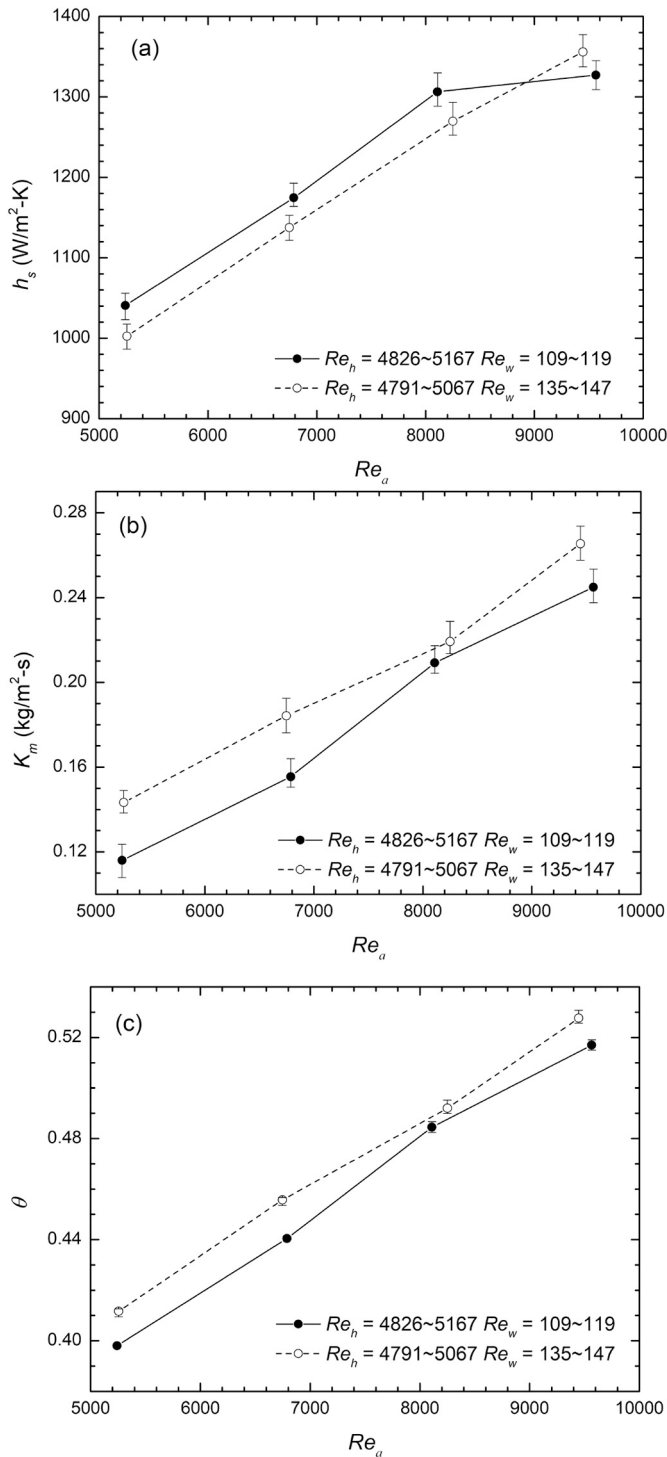 (a)
1400
1300
1200
1100
1000
900
h_s (W/m²-K)
Re_h = 4826~5167 Re_w = 109~119
Re_h = 4791~5067 Re_w = 135~147
5000 6000 7000 8000 9000 10000
Re_a
(b)
0.28
0.24
0.20
0.16
0.12
K_m (kg/m²-s)
Re_h = 4826~5167 Re_w = 109~119
Re_h = 4791~5067 Re_w = 135~147
5000 6000 7000 8000 9000 10000
Re_a
(c)
0.52
0.48
0.44
0.40
θ
Re_h = 4826~5167 Re_w = 109~119
Re_h = 4791~5067 Re_w = 135~147
5000 6000 7000 8000 9000 10000
Re_a